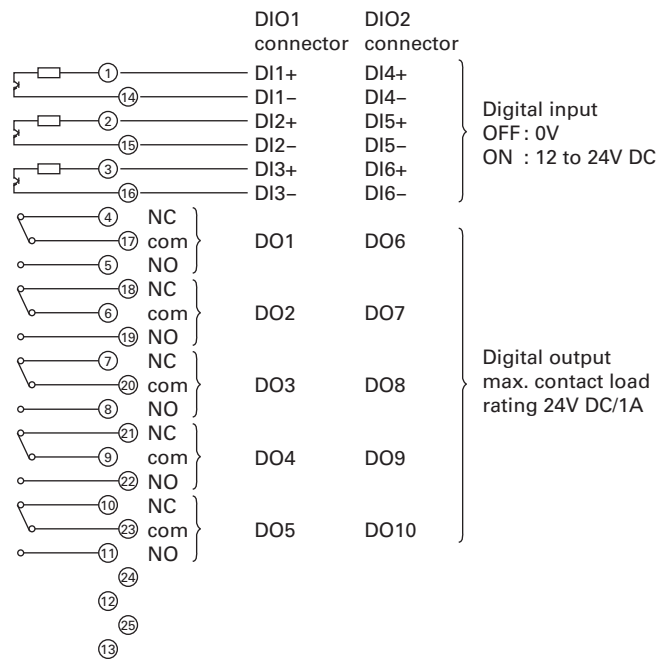 DIO1 DIO2
connector connector
① DI1+ DI4+
⑭ DI1− DI4−
② DI2+ DI5+
⑮ DI2− DI5−
③ DI3+ DI6+
⑯ DI3− DI6−
Digital input
OFF : 0V
ON : 12 to 24V DC
④ NC
⑰ com DO1 DO6
⑤ NO
⑱ NC
⑥ com DO2 DO7
⑲ NO
⑦ NC
⑳ com DO3 DO8
⑧ NO
㉑ NC
⑨ com DO4 DO9
㉒ NO
⑩ NC
㉓ com DO5 DO10
⑪ NO
Digital output
max. contact load
rating 24V DC/1A
㉔
⑫
㉕
⑬